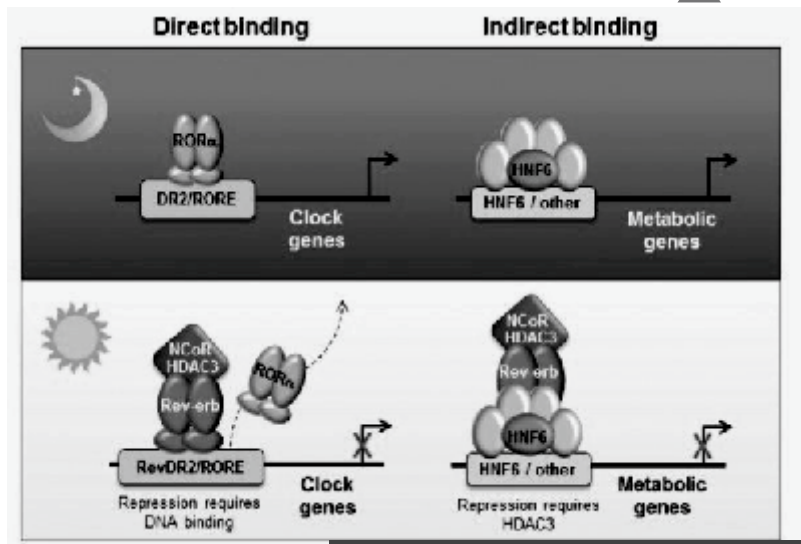 Direct binding
Indirect binding
RORα
DR2/RORE
Clock
genes
HNF6
HNF6 / other
Metabolic
genes
NCoR
HDAC3
Rev-erb
RORα
RevDR2/RORE
Clock
genes
Repression requires
DNA binding
NCoR
HDAC3
Rev-erb
HNF6
HNF6 / other
Metabolic
genes
Repression requires
HDAC3